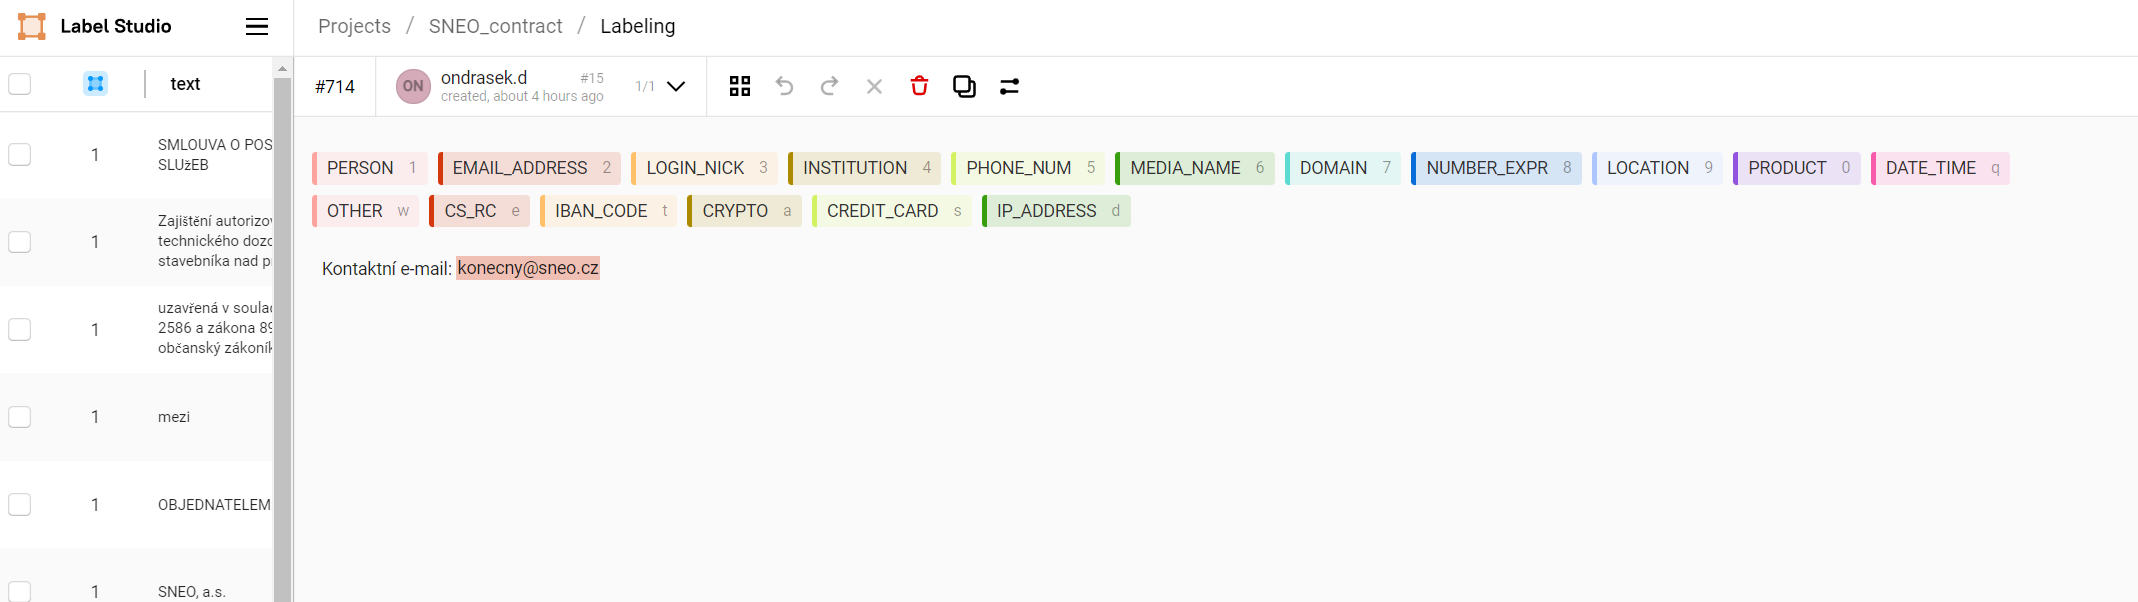 Label Studio
Projects / SNEO_contract / Labeling
text
#714
ON
ondrasek.d
#15
created, about 4 hours ago
1/1
1
SMLOUVA O POS
SLUžEB
1
Zajištění autorizov
technického dozo
stavebníka nad p
1
uzavřená v soulad
2586 a zákona 89
občanský zákoník
1
mezi
1
OBJEDNATELEM
1
SNEO, a.s.
PERSON 1 EMAIL_ADDRESS 2 LOGIN_NICK 3 INSTITUTION 4 PHONE_NUM 5 MEDIA_NAME 6 DOMAIN 7 NUMBER_EXPR 8 LOCATION 9 PRODUCT 0 DATE_TIME q
OTHER w CS_RC e IBAN_CODE t CRYPTO a CREDIT_CARD s IP_ADDRESS d
Kontaktní e-mail: konecny@sneo.cz